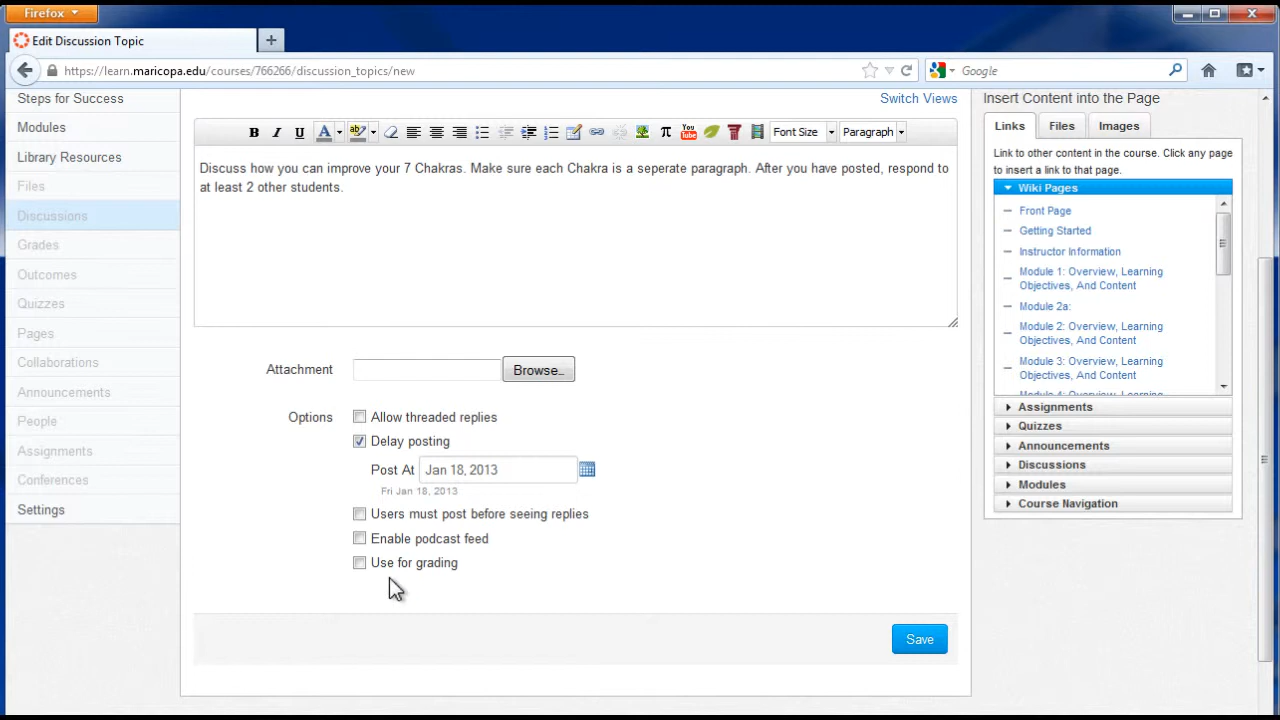 Firefox
Edit Discussion Topic
https://learn.maricopa.edu/courses/766266/discussion_topics/new
Google
Steps for Success
Modules
Library Resources
Files
Discussions
Grades
Outcomes
Quizzes
Pages
Collaborations
Announcements
People
Assignments
Conferences
Settings
Switch Views
B I U A ab Font Size Paragraph
You Tube
Discuss how you can improve your 7 Chakras. Make sure each Chakra is a seperate paragraph. After you have posted, respond to
at least 2 other students.
Attachment Browse...
Options Allow threaded replies
Delay posting
Post At Jan 18, 2013
Fri Jan 18, 2013
Users must post before seeing replies
Enable podcast feed
Use for grading
Save
Insert Content into the Page
Links Files Images
Link to other content in the course. Click any page
to insert a link to that page.
Wiki Pages
Front Page
Getting Started
Instructor Information
Module 1: Overview, Learning
Objectives, And Content
Module 2a:
Module 2: Overview, Learning
Objectives, And Content
Module 3: Overview, Learning
Objectives, And Content
Module 4: Overview, Learning
Assignments
Quizzes
Announcements
Discussions
Modules
Course Navigation